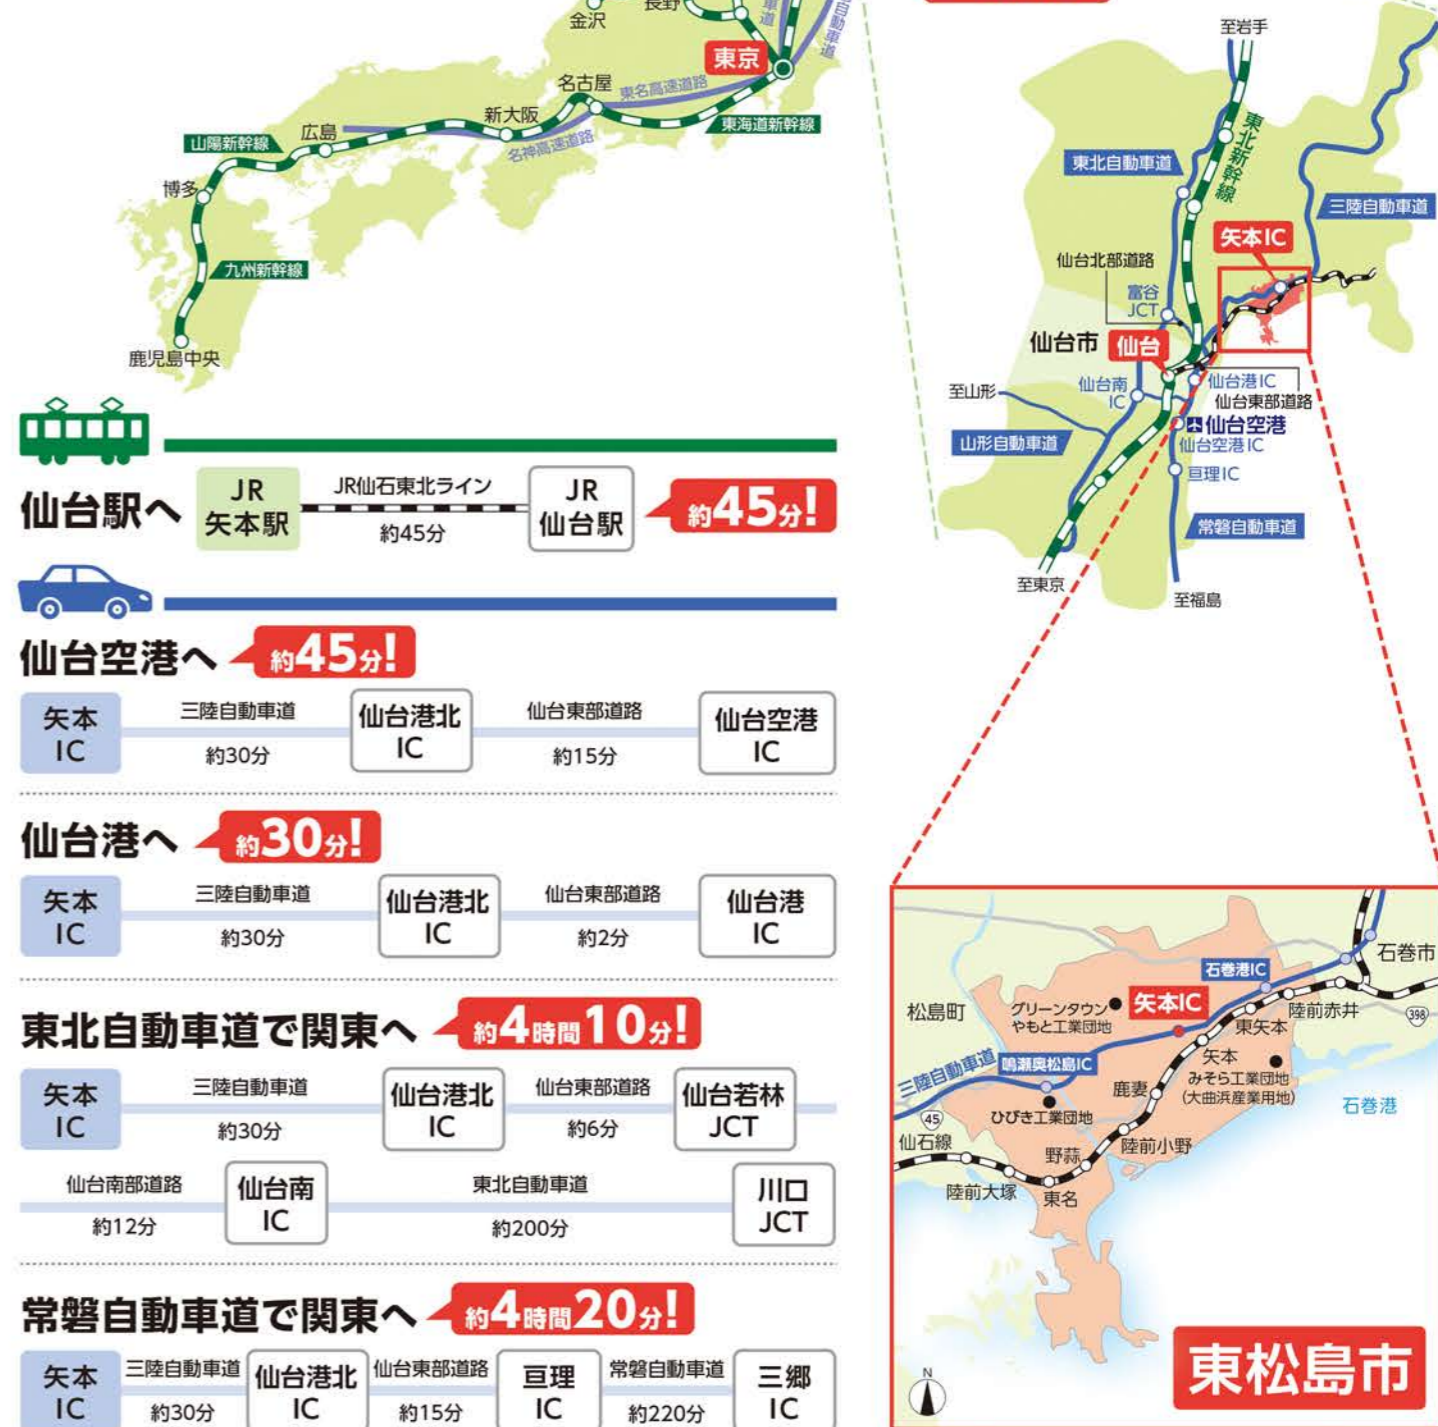 金沢
長野
東京
名古屋
東名高速道路
新大阪
東海道新幹線
広島
山陽新幹線
名神高速道路
博多
九州新幹線
鹿児島中央
仙台駅へ
JR
矢本駅
JR仙石東北ライン
約45分
JR
仙台駅
約45分!
仙台空港へ
約45分!
矢本
IC
三陸自動車道
約30分
仙台港北
IC
仙台東部道路
約15分
仙台空港
IC
仙台港へ
約30分!
矢本
IC
三陸自動車道
約30分
仙台港北
IC
仙台東部道路
約2分
仙台港
IC
東北自動車道で関東へ
約4時間10分!
矢本
IC
三陸自動車道
約30分
仙台港北
IC
仙台東部道路
約6分
仙台若林
JCT
仙台南部道路
約12分
仙台南
IC
東北自動車道
約200分
川口
JCT
常磐自動車道で関東へ
約4時間20分!
矢本
IC
三陸自動車道
約30分
仙台港北
IC
仙台東部道路
約15分
亘理
IC
常磐自動車道
約220分
三郷
IC
至岩手
東北新幹線
東北自動車道
三陸自動車道
矢本IC
仙台北部道路
富谷
JCT
仙台市
仙台
仙台南
IC
仙台港IC
仙台東部道路
至山形
仙台空港
仙台空港IC
山形自動車道
亘理IC
常磐自動車道
至東京
至福島
石巻市
石巻港IC
松島町
グリーンタウン
やもと工業団地
矢本IC
陸前赤井
398
東矢本
矢本
三陸自動車道
鳴瀬奥松島IC
みそら工業団地
(大曲浜産業用地)
鹿妻
石巻港
ひびき工業団地
45
仙石線
陸前小野
野蒜
陸前大塚
東名
東松島市
N